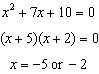 x² + 7x + 10 = 0
(x + 5)(x + 2) = 0
x = −5 or − 2